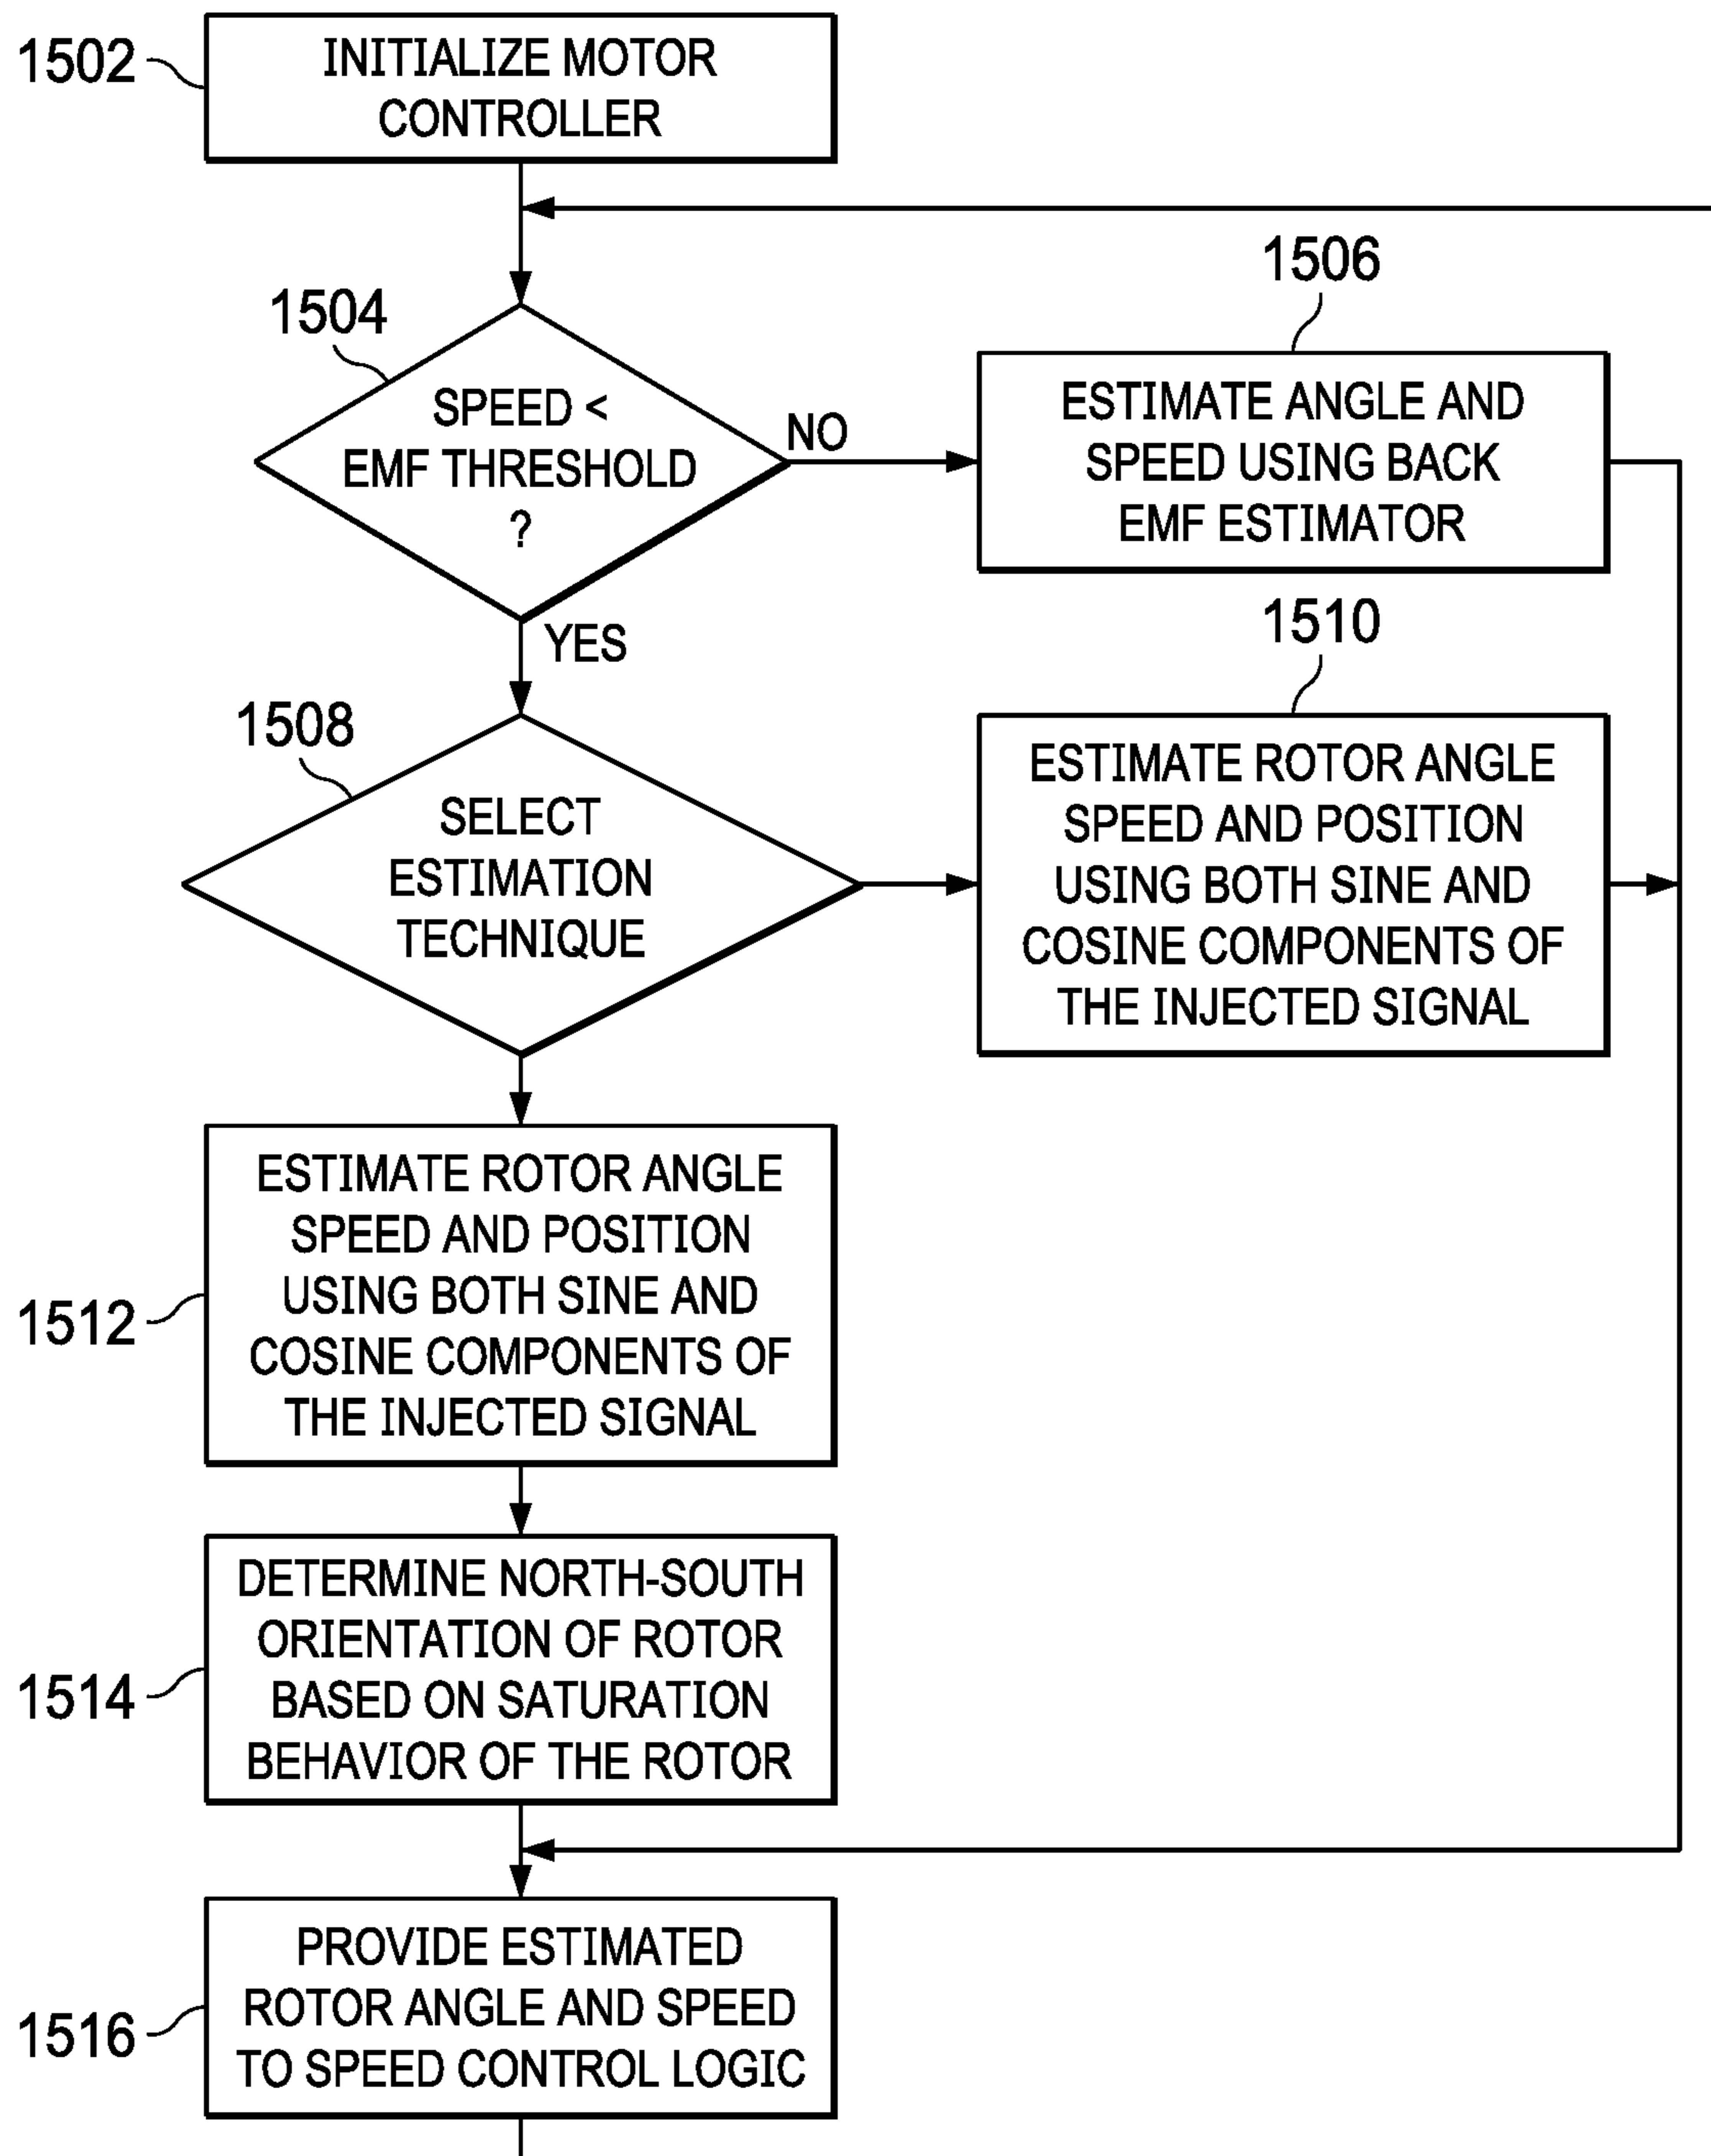 1502
INITIALIZE MOTOR
CONTROLLER
1504
SPEED <
EMF THRESHOLD
?
NO
YES
1506
ESTIMATE ANGLE AND
SPEED USING BACK
EMF ESTIMATOR
1508
SELECT
ESTIMATION
TECHNIQUE
1510
ESTIMATE ROTOR ANGLE
SPEED AND POSITION
USING BOTH SINE AND
COSINE COMPONENTS OF
THE INJECTED SIGNAL
1512
ESTIMATE ROTOR ANGLE
SPEED AND POSITION
USING BOTH SINE AND
COSINE COMPONENTS OF
THE INJECTED SIGNAL
1514
DETERMINE NORTH-SOUTH
ORIENTATION OF ROTOR
BASED ON SATURATION
BEHAVIOR OF THE ROTOR
1516
PROVIDE ESTIMATED
ROTOR ANGLE AND SPEED
TO SPEED CONTROL LOGIC